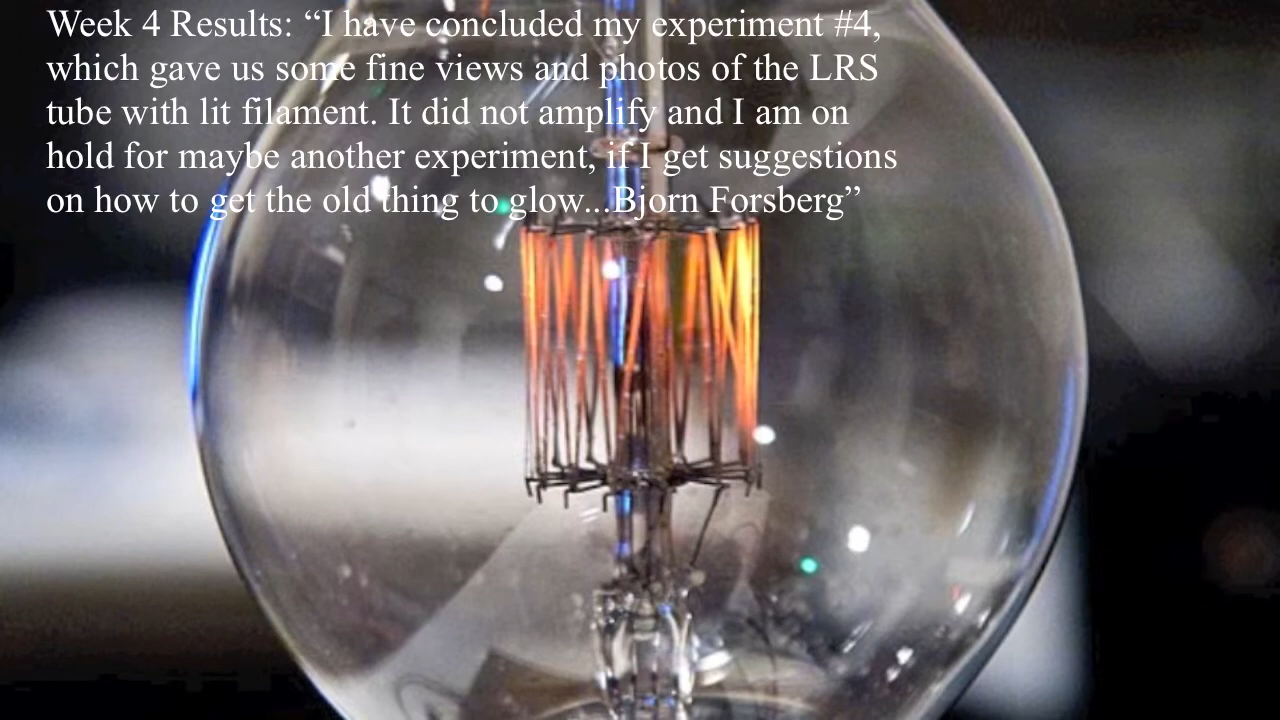 Week 4 Results: “I have concluded my experiment #4,
which gave us some fine views and photos of the LRS
tube with lit filament. It did not amplify and I am on
hold for maybe another experiment, if I get suggestions
on how to get the old thing to glow...Bjorn Forsberg”